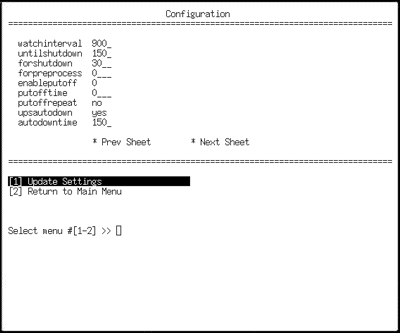 Configuration
================================================================================
watchinterval 900_
untilshutdown 150_
forshutdown 30__
forpreprocess 0___
enableputoff 0
putofftime 0___
putoffrepeat no
upsautodown yes
autodowntime 150_
* Prev Sheet * Next Sheet
================================================================================
[1] Update Settings
[2] Return to Main Menu
Select menu #[1-2] >>